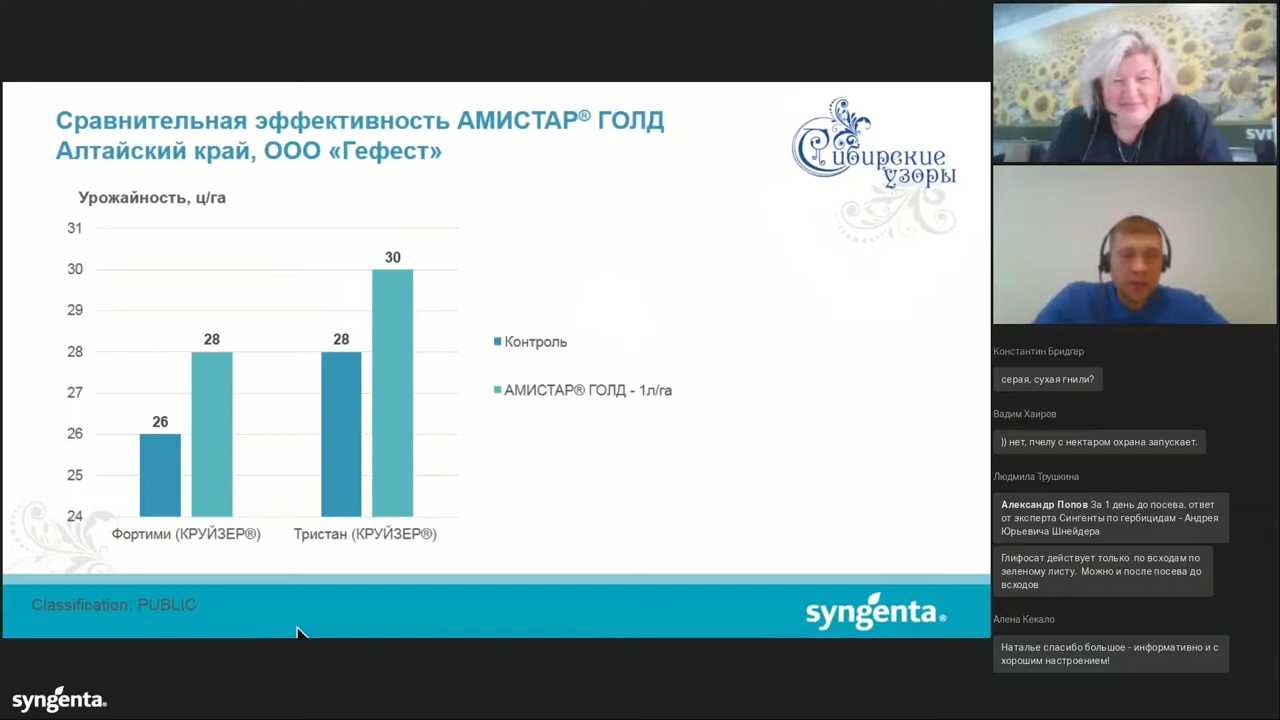 Сравнительная эффективность АМИСТАР® ГОЛД
Алтайский край, ООО «Гефест»
Сибирские
узоры
Урожайность, ц/га
31
30
29
28
27
26
25
24
26
28
28
30
Фортими (КРУЙЗЕР®)
Тристан (КРУЙЗЕР®)
Контроль
АМИСТАР® ГОЛД - 1л/га
Classification: PUBLIC
syngenta®
syngenta®
Константин Бриджер
серая, сухая гнили?
Вадим Хаиров
)) нет, пчелу с нектаром охрана запускает.
Людмила Трушкина
Александр Попов За 1 день до посева, ответ
от эксперта Сингенты по гербицидам - Андрея
Юрьевича Шнейдера
Глифосат действует только по всходам по
зеленому листу. Можно и после посева до
всходов
Алена Кекало
Наталье спасибо большое - информативно и с
хорошим настроением!